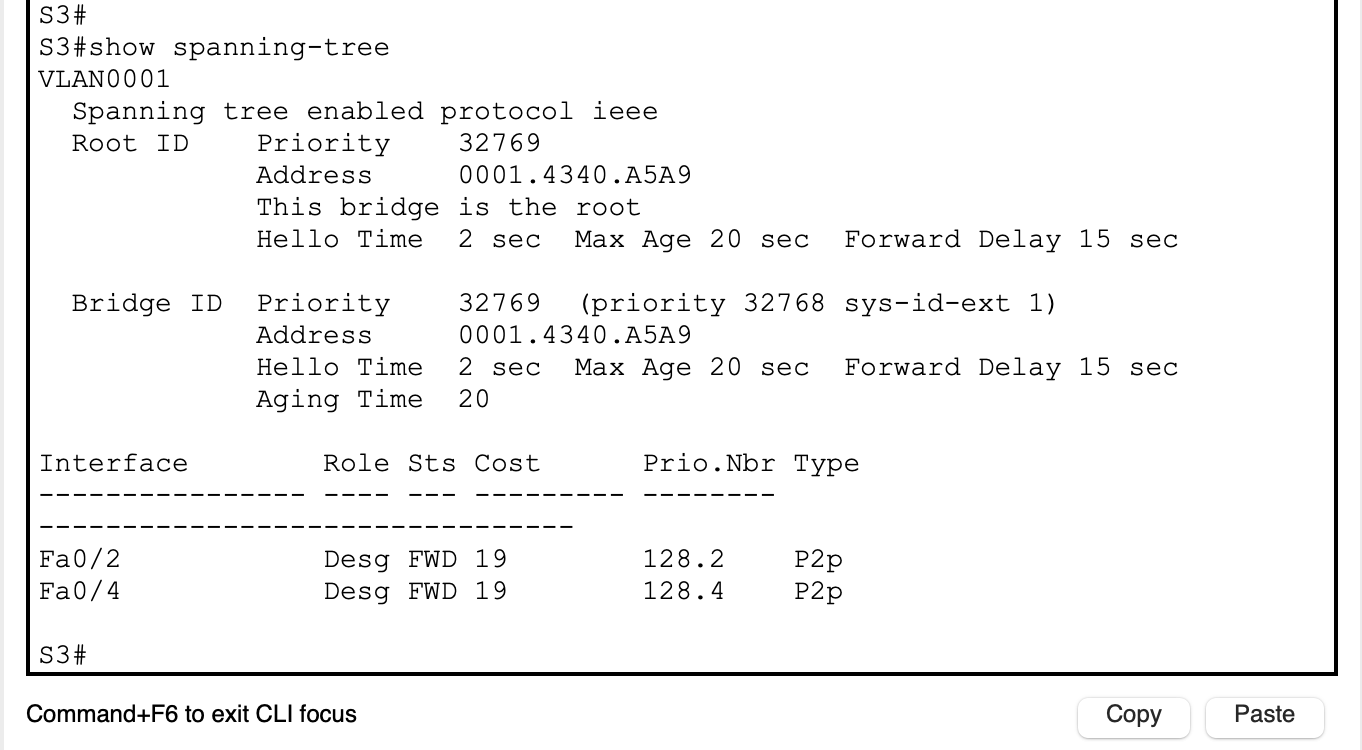 S3#
S3#show spanning-tree
VLAN0001
  Spanning tree enabled protocol ieee
  Root ID    Priority    32769
             Address     0001.4340.A5A9
             This bridge is the root
             Hello Time  2 sec  Max Age 20 sec  Forward Delay 15 sec

  Bridge ID  Priority    32769  (priority 32768 sys-id-ext 1)
             Address     0001.4340.A5A9
             Hello Time  2 sec  Max Age 20 sec  Forward Delay 15 sec
             Aging Time  20

Interface        Role Sts Cost      Prio.Nbr Type
---------------- ---- --- --------- --------
--------------------------------
Fa0/2            Desg FWD 19        128.2    P2p
Fa0/4            Desg FWD 19        128.4    P2p

S3#
Command+F6 to exit CLI focus
Copy
Paste